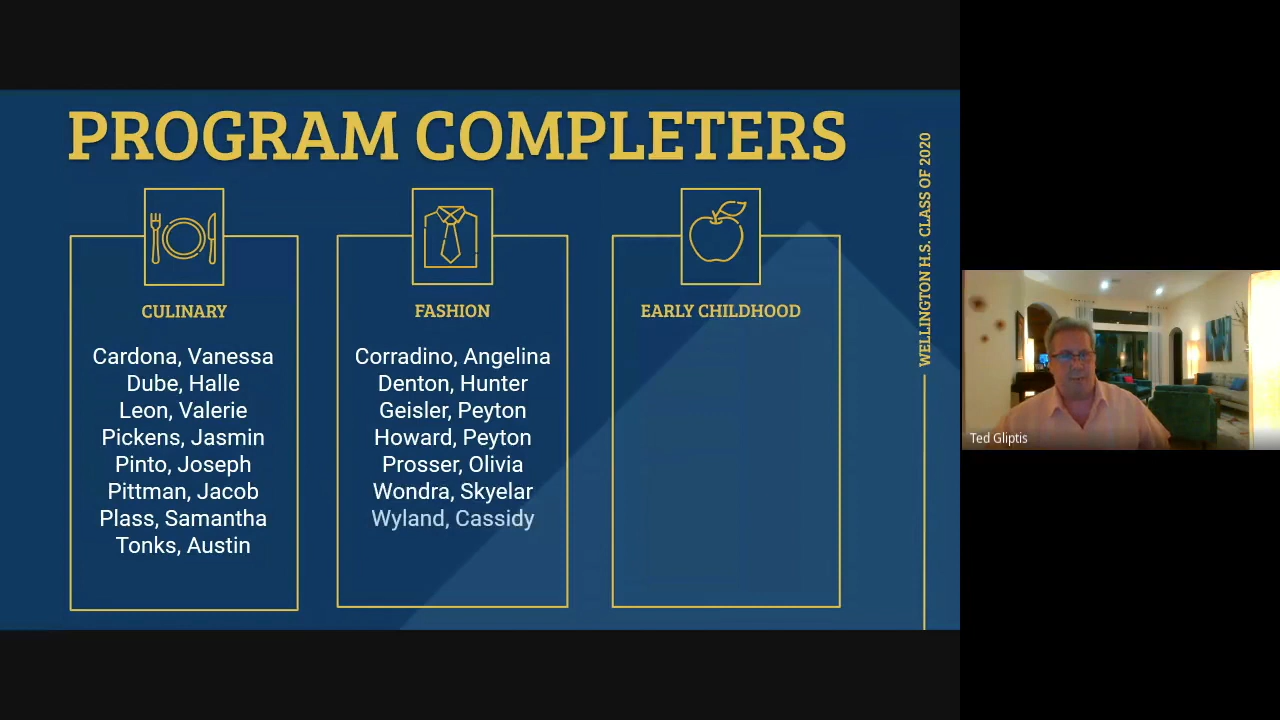 PROGRAM COMPLETERS
CULINARY
Cardona, Vanessa
Dube, Halle
Leon, Valerie
Pickens, Jasmin
Pinto, Joseph
Pittman, Jacob
Plass, Samantha
Tonks, Austin
FASHION
Corradino, Angelina
Denton, Hunter
Geisler, Peyton
Howard, Peyton
Prosser, Olivia
Wondra, Skyelar
Wyland, Cassidy
EARLY CHILDHOOD
WELLINGTON H.S. CLASS OF 2020
Ted Gliptis